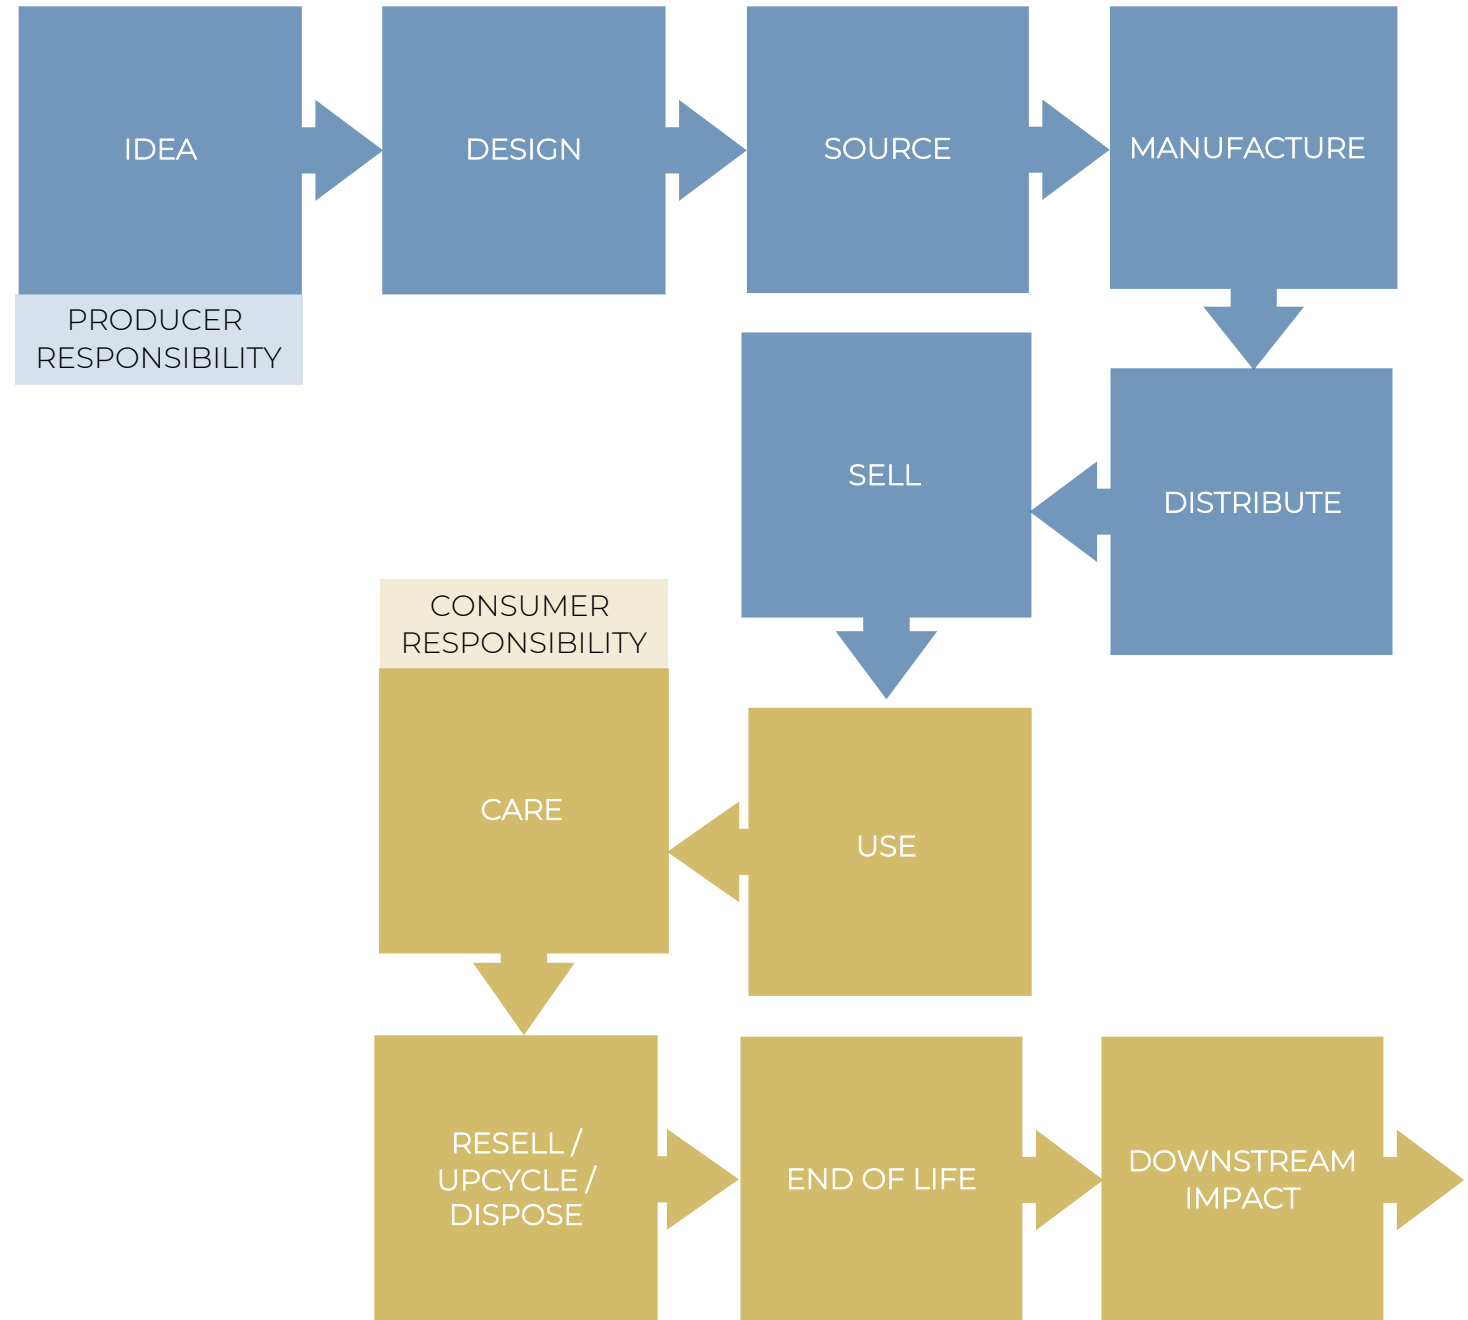 IDEA
DESIGN
SOURCE
MANUFACTURE
PRODUCER
RESPONSIBILITY
SELL
DISTRIBUTE
CONSUMER
RESPONSIBILITY
CARE
USE
RESELL /
UPCYCLE /
DISPOSE
END OF LIFE
DOWNSTREAM
IMPACT